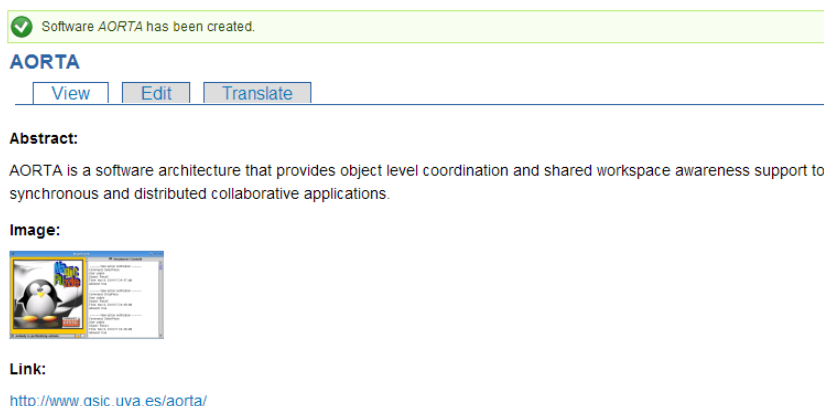 Software AORTA has been created.
AORTA
View Edit Translate
Abstract:
AORTA is a software architecture that provides object level coordination and shared workspace awareness support to
synchronous and distributed collaborative applications.
Image:
Link:
http://www.gsic.uva.es/aorta/